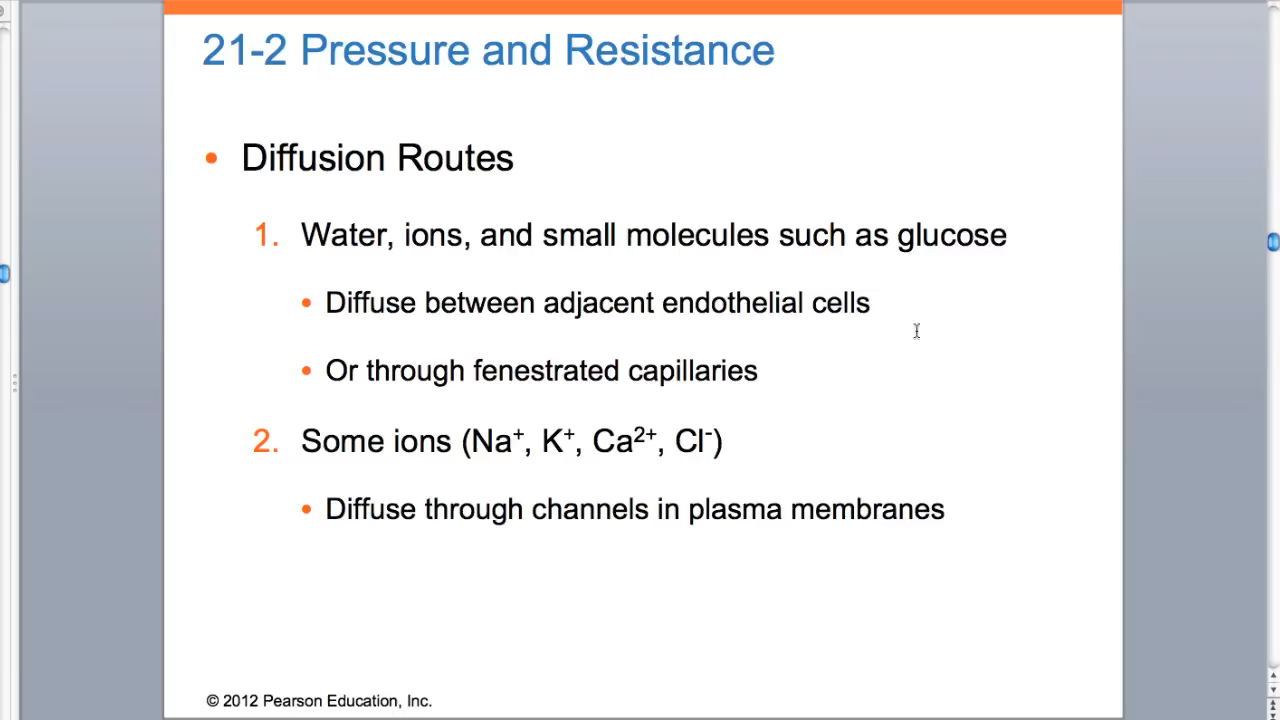 21-2 Pressure and Resistance
• Diffusion Routes
1. Water, ions, and small molecules such as glucose
• Diffuse between adjacent endothelial cells
• Or through fenestrated capillaries
2. Some ions (Na⁺, K⁺, Ca²⁺, Cl⁻)
• Diffuse through channels in plasma membranes
© 2012 Pearson Education, Inc.